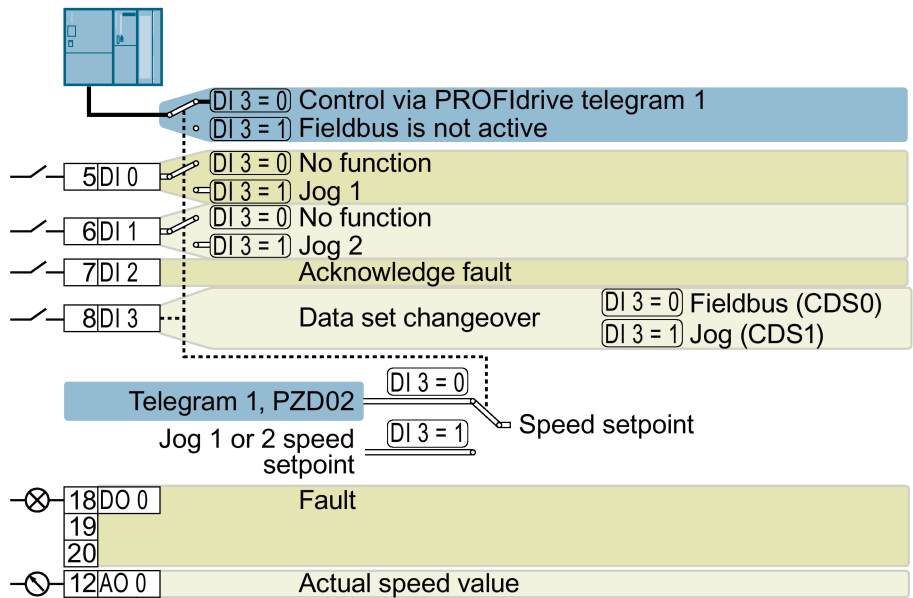 DI 3 = 0 Control via PROFIdrive telegram 1
DI 3 = 1 Fieldbus is not active
5 DI 0 DI 3 = 0 No function
DI 3 = 1 Jog 1
6 DI 1 DI 3 = 0 No function
DI 3 = 1 Jog 2
7 DI 2 Acknowledge fault
8 DI 3 Data set changeover
DI 3 = 0 Fieldbus (CDS0)
DI 3 = 1 Jog (CDS1)
Telegram 1, PZD02 DI 3 = 0
Speed setpoint
Jog 1 or 2 speed DI 3 = 1
setpoint
18 DO 0 Fault
19
20
12 AO 0 Actual speed value